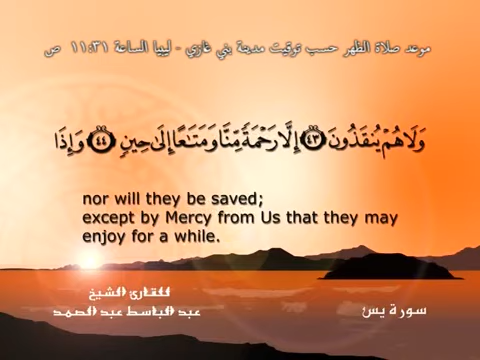 موعد صلاة الظهر حسب توقيت مدينة بني غازي - ليبيا الساعة ١١:٣١ ص
وَلَا هُمْ يُنقَذُونَ ﴿٤٣﴾ إِلَّا رَحْمَةً مِّنَّا وَمَتَاعًا إِلَىٰ حِينٍ ﴿٤٤﴾ وَإِذَا
nor will they be saved;
except by Mercy from Us that they may
enjoy for a while.
للقارئ الشيخ
عبد الباسط عبد الصمد
سورة يس